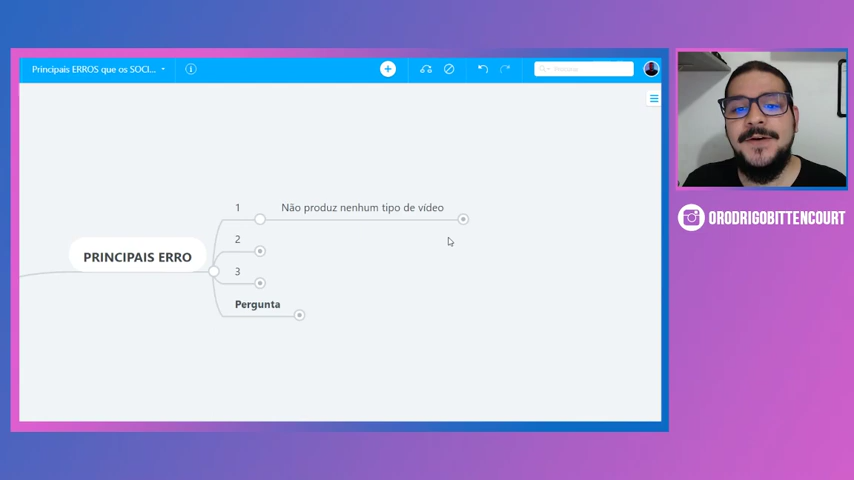 Principais ERROS que os SOCI...
1
Não produz nenhum tipo de vídeo
2
PRINCIPAIS ERRO
3
Pergunta
ORODRIGOBITTENCOURT